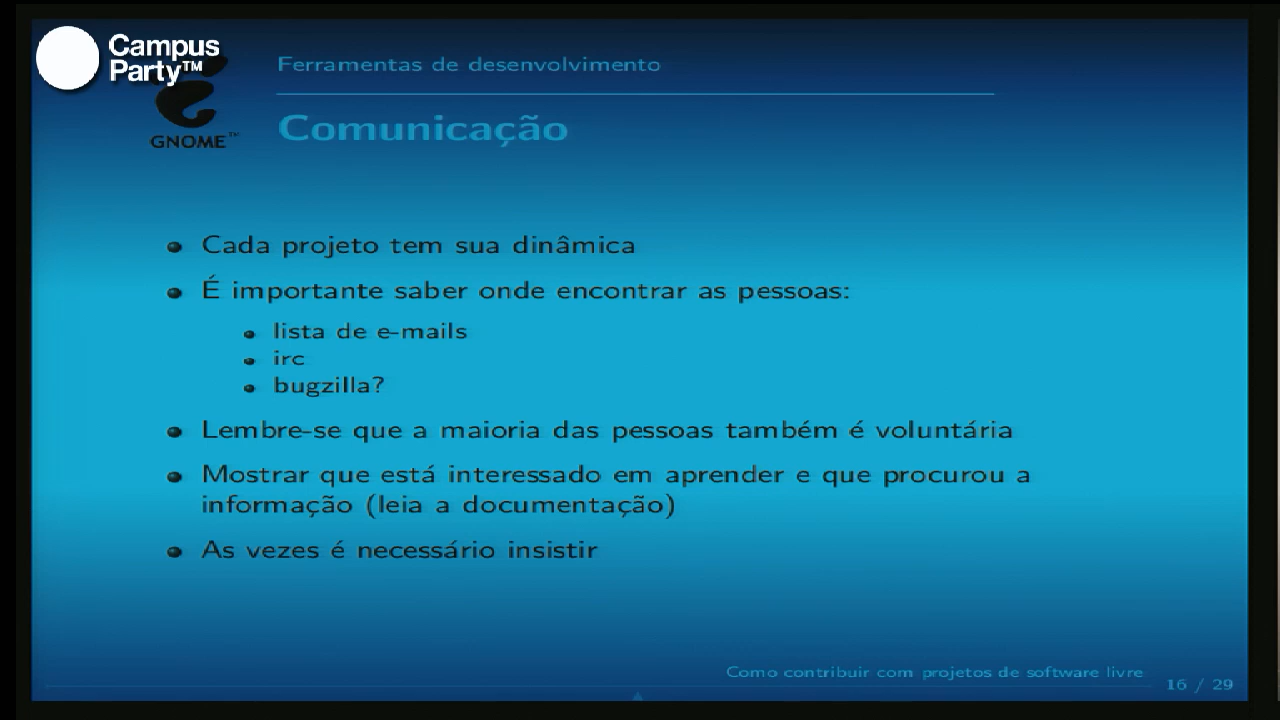 Campus
Party™
GNOME™
Ferramentas de desenvolvimento
Comunicação
Cada projeto tem sua dinâmica
É importante saber onde encontrar as pessoas:
lista de e-mails
irc
bugzilla?
Lembre-se que a maioria das pessoas também é voluntária
Mostrar que está interessado em aprender e que procurou a
informação (leia a documentação)
As vezes é necessário insistir
Como contribuir com projetos de software livre
16 / 29